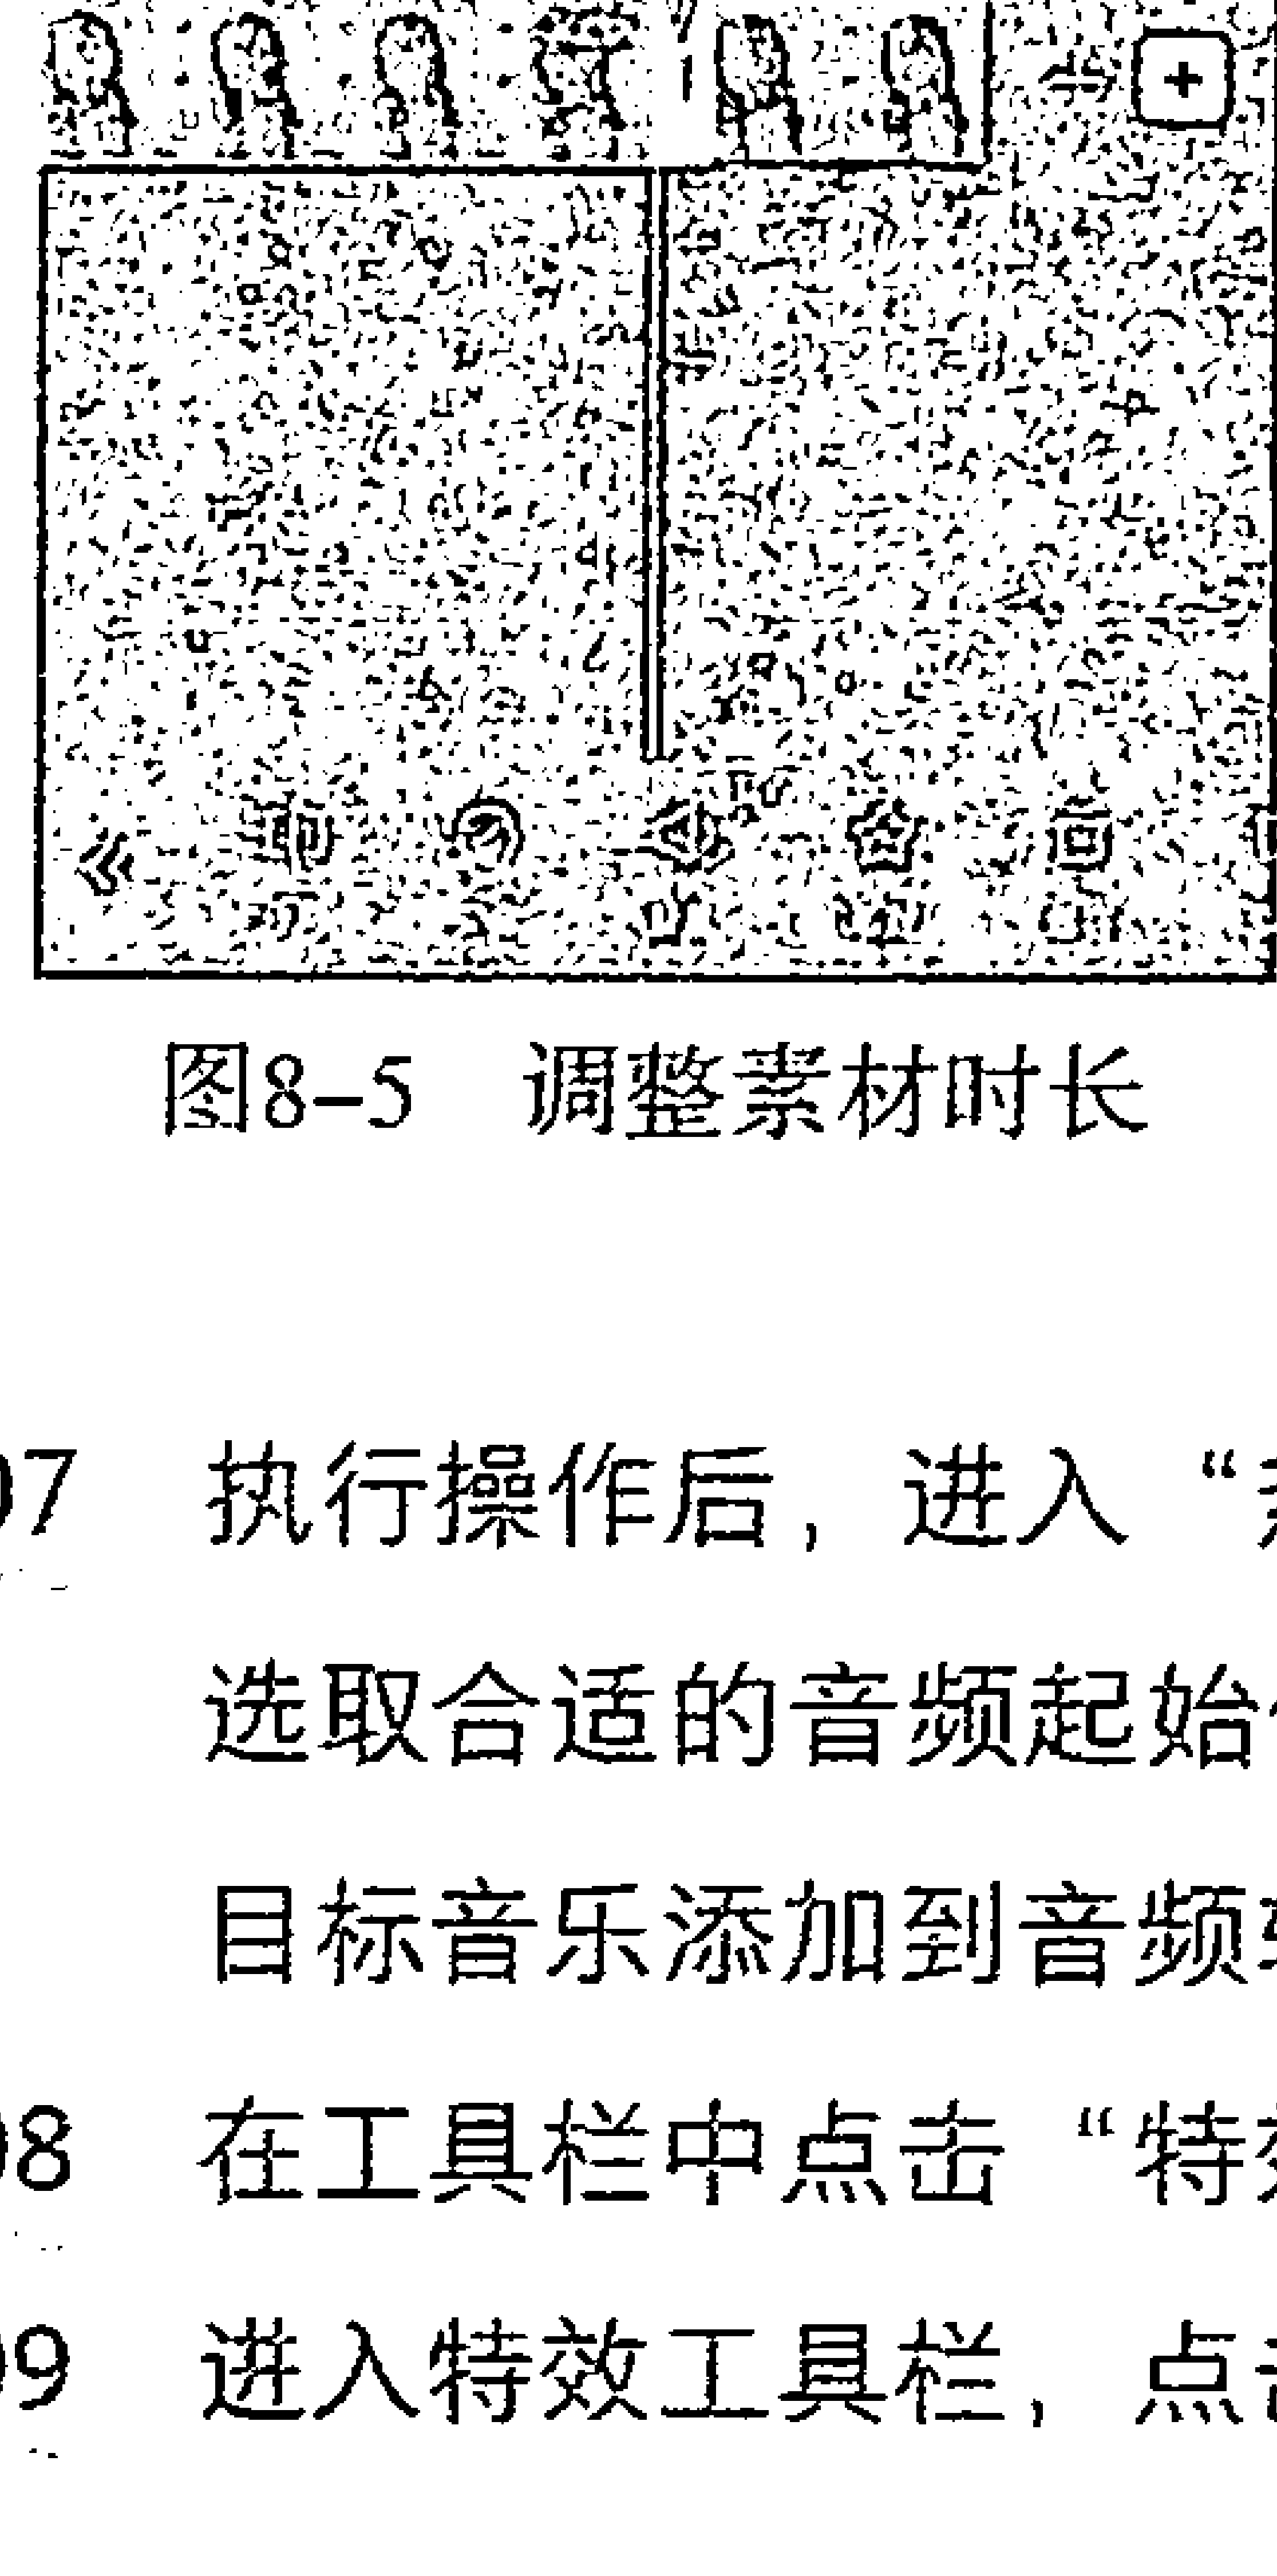 图8-5 调整素材时长
07 执行操作后，进入“
选取合适的音频起始
目标音乐添加到音频
08 在工具栏中点击“特
09 进入特效工具栏，点